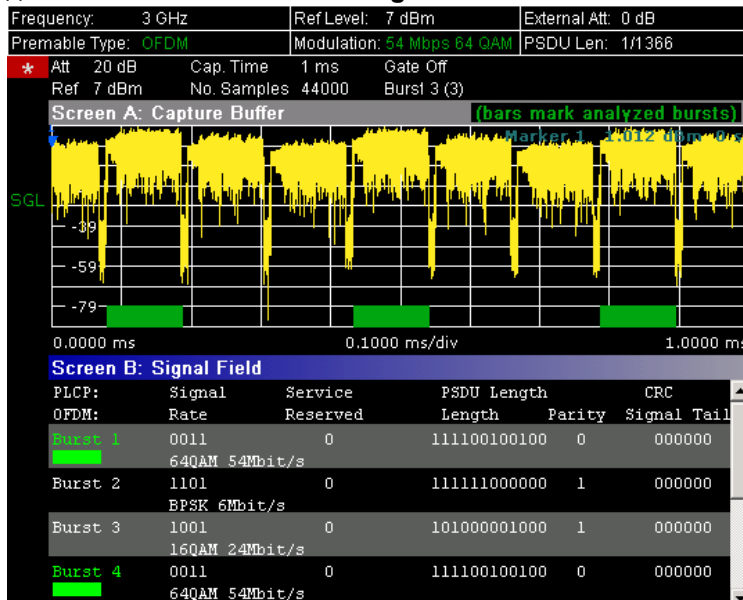 Frequency: 3 GHz Ref Level: 7 dBm External Att: 0 dB
Premable Type: OFDM Modulation: 54 Mbps 64 QAM PSDU Len: 1/1366
* Att 20 dB Cap. Time 1 ms Gate Off
Ref 7 dBm No. Samples 44000 Burst 3 (3)
Screen A: Capture Buffer (bars mark analyzed bursts)
Marker 1 1.012 dBm 0 s
SGL
-39
-59
-79
0.0000 ms 0.1000 ms/div 1.0000 ms
Screen B: Signal Field
PLCP: Signal Service PSDU Length CRC
OFDM: Rate Reserved Length Parity Signal Tail
Burst 1 0011 0 111100100100 0 000000
64QAM 54Mbit/s
Burst 2 1101 0 111111000000 1 000000
BPSK 6Mbit/s
Burst 3 1001 0 101000001000 1 000000
16QAM 24Mbit/s
Burst 4 0011 0 111100100100 0 000000
64QAM 54Mbit/s